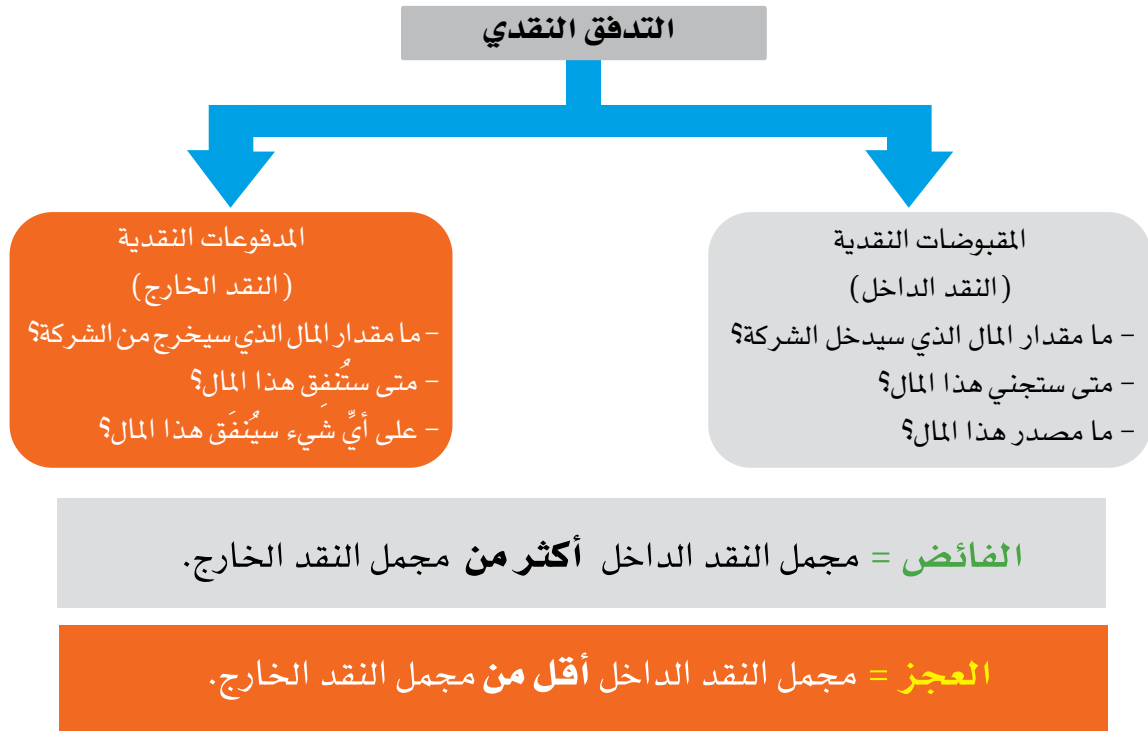 التدفق النقدي
المقبوضات النقدية
(النقد الداخل)
- ما مقدار المال الذي سيدخل الشركة؟
- متى ستجني هذا المال؟
- ما مصدر هذا المال؟
المدفوعات النقدية
(النقد الخارج)
- ما مقدار المال الذي سيخرج من الشركة؟
- متى ستُنفِق هذا المال؟
- على أيِّ شَيء سيُنفَق هذا المال؟
الفائض = مجمل النقد الداخل أكثر من مجمل النقد الخارج.
العجز = مجمل النقد الداخل أقل من مجمل النقد الخارج.